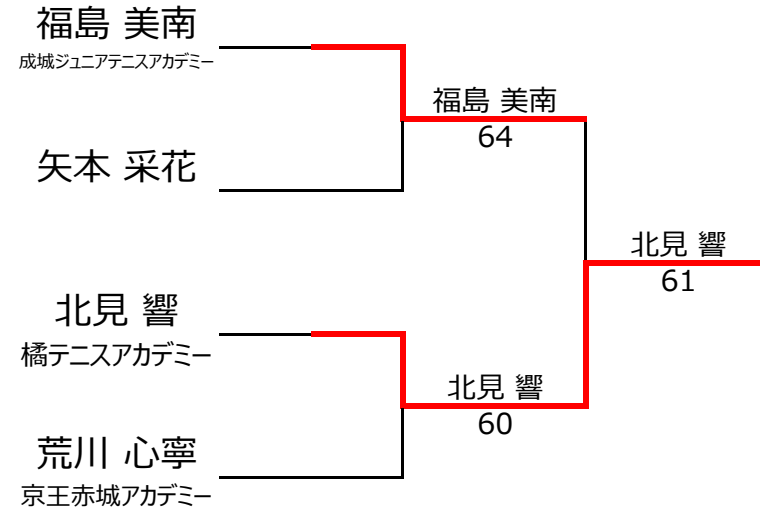 福島 美南
成城ジュニアテニスアカデミー
矢本 采花
北見 響
橘テニスアカデミー
荒川 心寧
京王赤城アカデミー
福島 美南
64
北見 響
60
北見 響
61